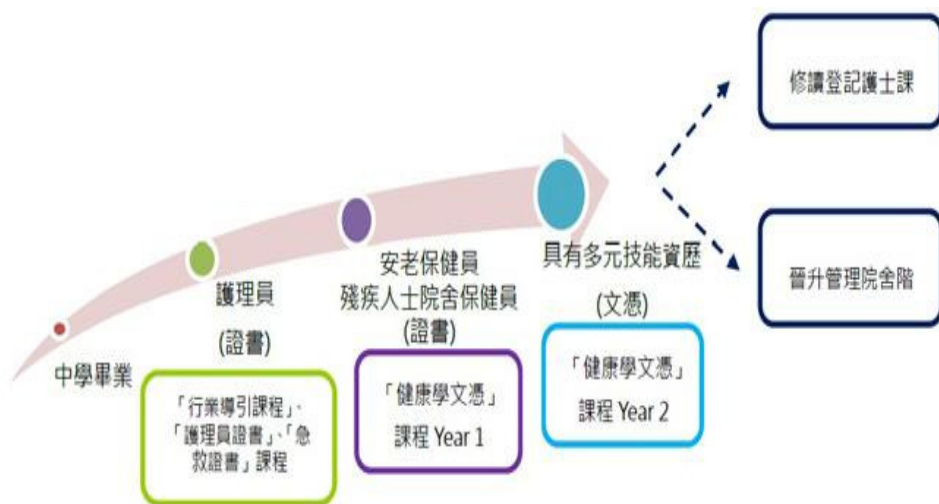 中學畢業
護理員
(證書)
「行業導引課程」、
「護理員證書」、「急
救證書」課程
安老保健員
殘疾人士院舍保健員
(證書)
「健康學文憑」
課程 Year 1
具有多元技能資歷
(文憑)
「健康學文憑」
課程 Year 2
修讀登記護士課
晉升管理院舍階